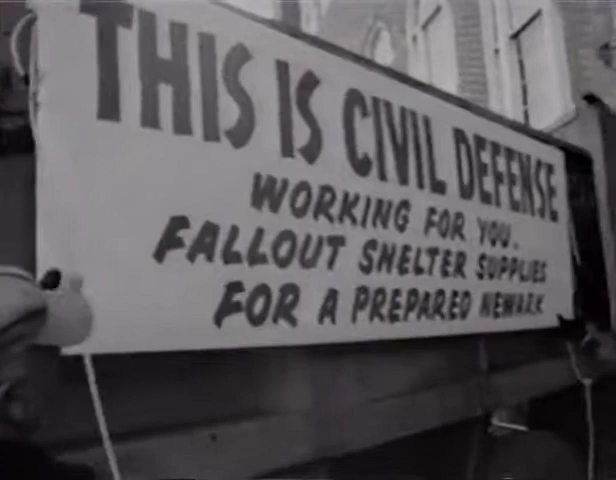 THIS IS CIVIL DEFENSE
WORKING FOR YOU.
FALLOUT SHELTER SUPPLIES
FOR A PREPARED NEWARK